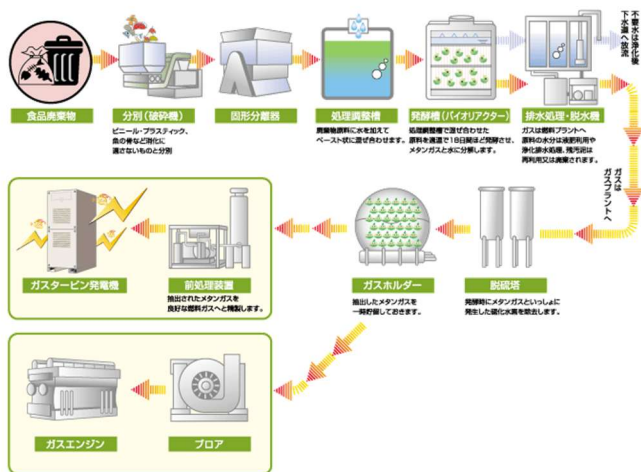 食品廃棄物
分別(破砕機)
ビニール・プラスティック、
魚の骨など消化に
適さないものと分別
固形分離器
処理調整槽
廃棄物原料に水を加えて
ペースト状に混ぜ合わせます。
発酵槽(バイオリアクター)
処理調整槽で混ぜ合わせた
原料を適温で18日間ほど発酵させ、
メタンガスと水に分解します。
排水処理・脱水機
ガスは燃料プラントへ
原料の水分は液肥利用や
浄化排水処理、残汚泥は
再利用又は廃棄されます。
不要水は浄化後
下水道へ放流
ガスは
ガスプラントへ
ガスタービン発電機
前処理装置
抽出されたメタンガスを
良好な燃料ガスへと精製します。
ガスホルダー
抽出したメタンガスを
一時貯留しておきます。
脱硫塔
発酵時にメタンガスといっしょに
発生した硫化水素を除去します。
ガスエンジン
ブロア